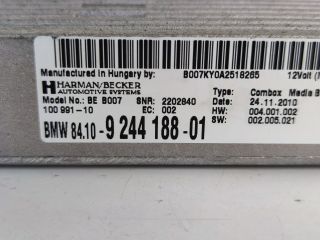 Manufactured in Hungary by: B007KY0A2518265 12Volt
HARMAN/BECKER Type: Combox Media
AUTOMOTIVE SYSTEMS Date: 24.11.2010
Model No.: BE B007 SNR: 2202840 HW: 004.001.002
100 991-10 EC: 002 SW: 002.005.021
BMW 84.10-9 244 188-01